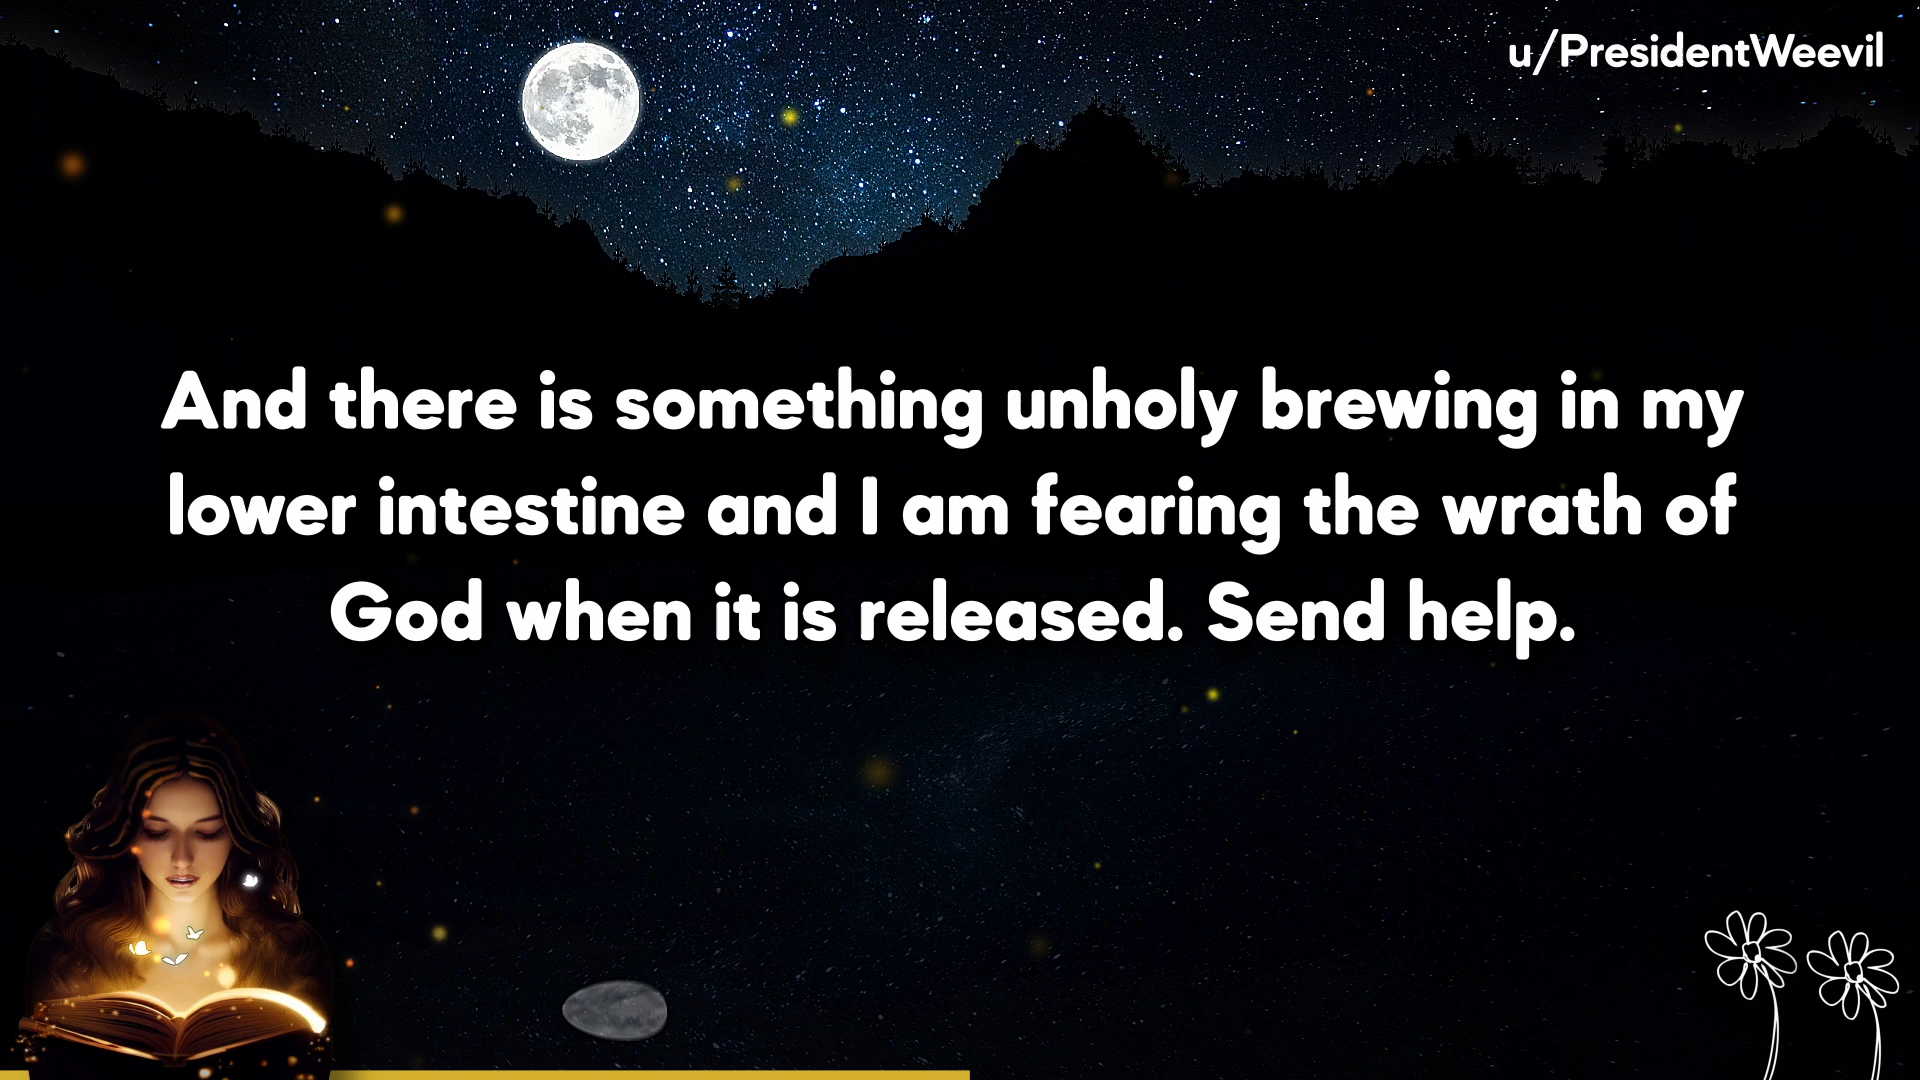 u/PresidentWeevil
And there is something unholy brewing in my
lower intestine and I am fearing the wrath of
God when it is released. Send help.